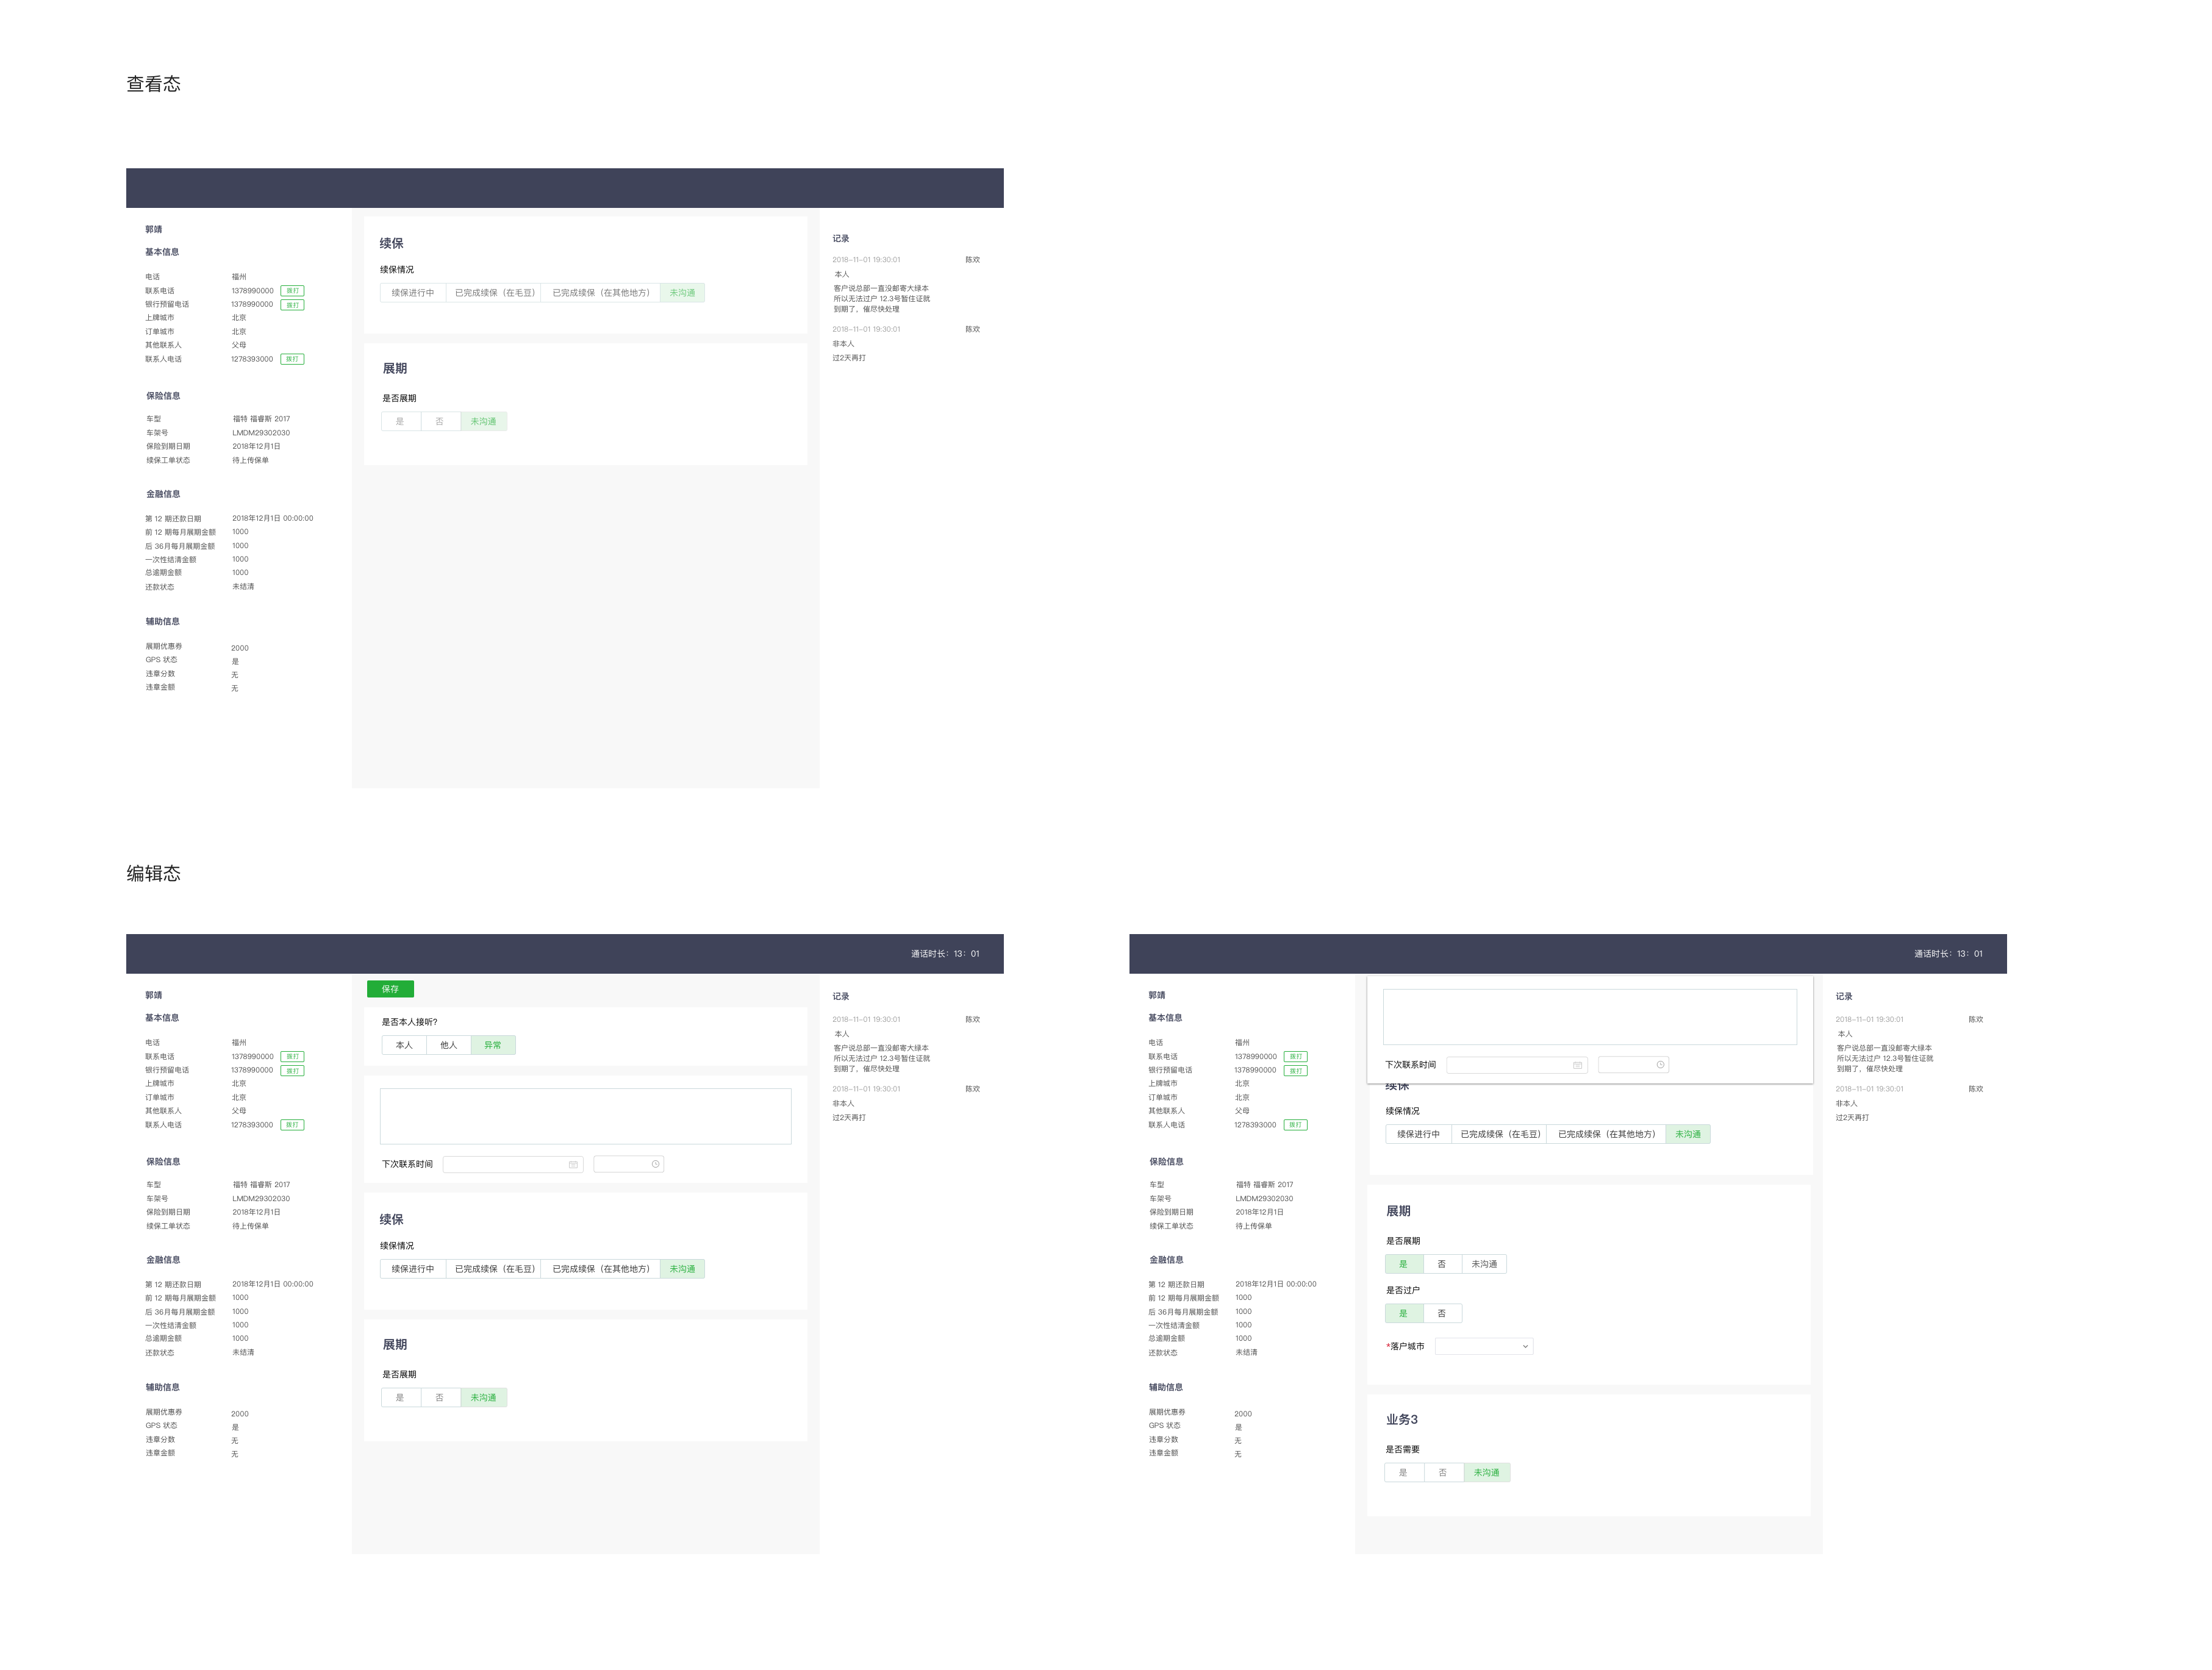 查看态
郭靖
基本信息
电话 福州
联系电话 1378990000 拨打
银行预留电话 1378990000 拨打
上牌城市 北京
订单城市 北京
其他联系人 父母
联系人电话 1278393000 拨打
保险信息
车型 福特 福睿斯 2017
车架号 LMDM29302030
保险到期日期 2018年12月1日
续保工单状态 待上传保单
金融信息
第 12 期还款日期 2018年12月1日 00:00:00
前 12 期每月展期金额 1000
后 36月每月展期金额 1000
一次性结清金额 1000
总逾期金额 1000
还款状态 未结清
辅助信息
展期优惠券 2000
GPS 状态 是
违章分数 无
违章金额 无
续保
续保情况
续保进行中 已完成续保（在毛豆） 已完成续保（在其他地方） 未沟通
展期
是否展期
是 否 未沟通
记录
2018-11-01 19:30:01 陈欢
本人
客户说总部一直没邮寄大绿本
所以无法过户 12.3号暂住证就
到期了，催尽快处理
2018-11-01 19:30:01 陈欢
非本人
过2天再打
编辑态
通话时长：13：01
郭靖
基本信息
电话 福州
联系电话 1378990000 拨打
银行预留电话 1378990000 拨打
上牌城市 北京
订单城市 北京
其他联系人 父母
联系人电话 1278393000 拨打
保险信息
车型 福特 福睿斯 2017
车架号 LMDM29302030
保险到期日期 2018年12月1日
续保工单状态 待上传保单
金融信息
第 12 期还款日期 2018年12月1日 00:00:00
前 12 期每月展期金额 1000
后 36月每月展期金额 1000
一次性结清金额 1000
总逾期金额 1000
还款状态 未结清
辅助信息
展期优惠券 2000
GPS 状态 是
违章分数 无
违章金额 无
保存
是否本人接听?
本人 他人 异常
下次联系时间
续保
续保情况
续保进行中 已完成续保（在毛豆） 已完成续保（在其他地方） 未沟通
展期
是否展期
是 否 未沟通
记录
2018-11-01 19:30:01 陈欢
本人
客户说总部一直没邮寄大绿本
所以无法过户 12.3号暂住证就
到期了，催尽快处理
2018-11-01 19:30:01 陈欢
非本人
过2天再打
通话时长：13：01
郭靖
基本信息
电话 福州
联系电话 1378990000 拨打
银行预留电话 1378990000 拨打
上牌城市 北京
订单城市 北京
其他联系人 父母
联系人电话 1278393000 拨打
保险信息
车型 福特 福睿斯 2017
车架号 LMDM29302030
保险到期日期 2018年12月1日
续保工单状态 待上传保单
金融信息
第 12 期还款日期 2018年12月1日 00:00:00
前 12 期每月展期金额 1000
后 36月每月展期金额 1000
一次性结清金额 1000
总逾期金额 1000
还款状态 未结清
辅助信息
展期优惠券 2000
GPS 状态 是
违章分数 无
违章金额 无
下次联系时间
续保
续保情况
续保进行中 已完成续保（在毛豆） 已完成续保（在其他地方） 未沟通
展期
是否展期
是 否 未沟通
是否过户
是 否
*落户城市
业务3
是否需要
是 否 未沟通
记录
2018-11-01 19:30:01 陈欢
本人
客户说总部一直没邮寄大绿本
所以无法过户 12.3号暂住证就
到期了，催尽快处理
2018-11-01 19:30:01 陈欢
非本人
过2天再打